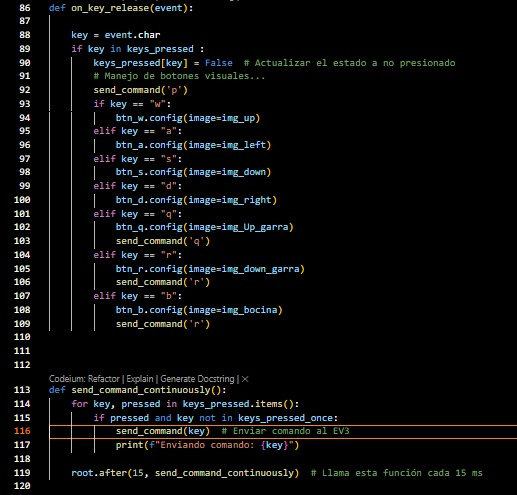 86 def on_key_release(event):
87
88     key = event.char
89     if key in keys_pressed :
90         keys_pressed[key] = False  # Actualizar el estado a no presionado
91         # Manejo de botones visuales...
92         send_command('p')
93         if key == "w":
94             btn_w.config(image=img_up)
95         elif key == "a":
96             btn_a.config(image=img_left)
97         elif key == "s":
98             btn_s.config(image=img_down)
99         elif key == "d":
100             btn_d.config(image=img_right)
101         elif key == "q":
102             btn_q.config(image=img_Up_garra)
103             send_command('q')
104         elif key == "r":
105             btn_r.config(image=img_down_garra)
106             send_command('r')
107         elif key == "b":
108             btn_b.config(image=img_bocina)
109             send_command('r')
110
111
112
Codeium: Refactor | Explain | Generate Docstring | ×
113 def send_command_continuously():
114     for key, pressed in keys_pressed.items():
115         if pressed and key not in keys_pressed_once:
116             send_command(key)  # Enviar comando al EV3
117             print(f"Enviando comando: {key}")
118
119     root.after(15, send_command_continuously)  # Llama esta función cada 15 ms
120